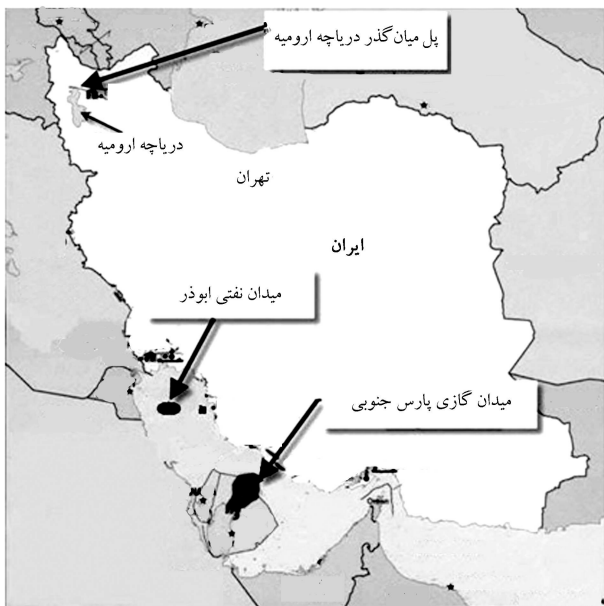 پل میان‌گذر دریاچه ارومیه
دریاچه ارومیه
تهران
ایران
میدان نفتی ابوذر
میدان گازی پارس جنوبی